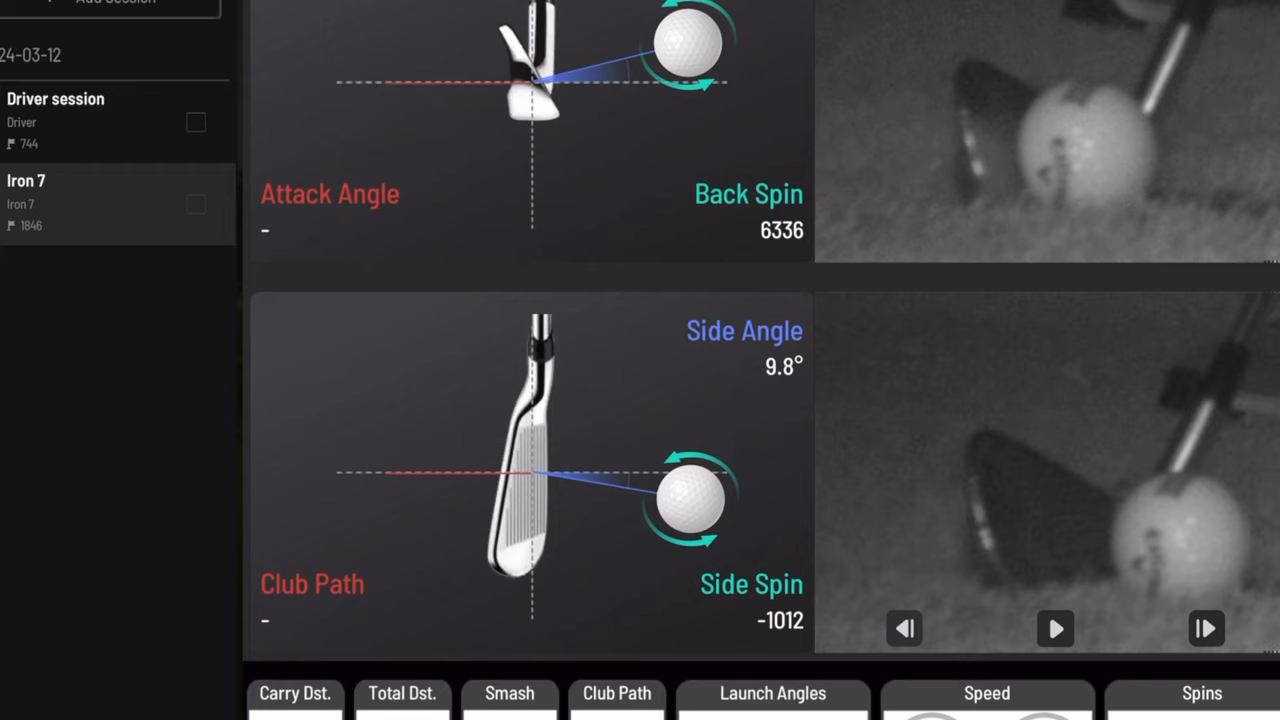 24-03-12
Driver session
Driver
744
Iron 7
Iron 7
1846
Attack Angle
-
Back Spin
6336
Side Angle
9.8°
Club Path
-
Side Spin
-1012
Carry Dst.
Total Dst.
Smash
Club Path
Launch Angles
Speed
Spins